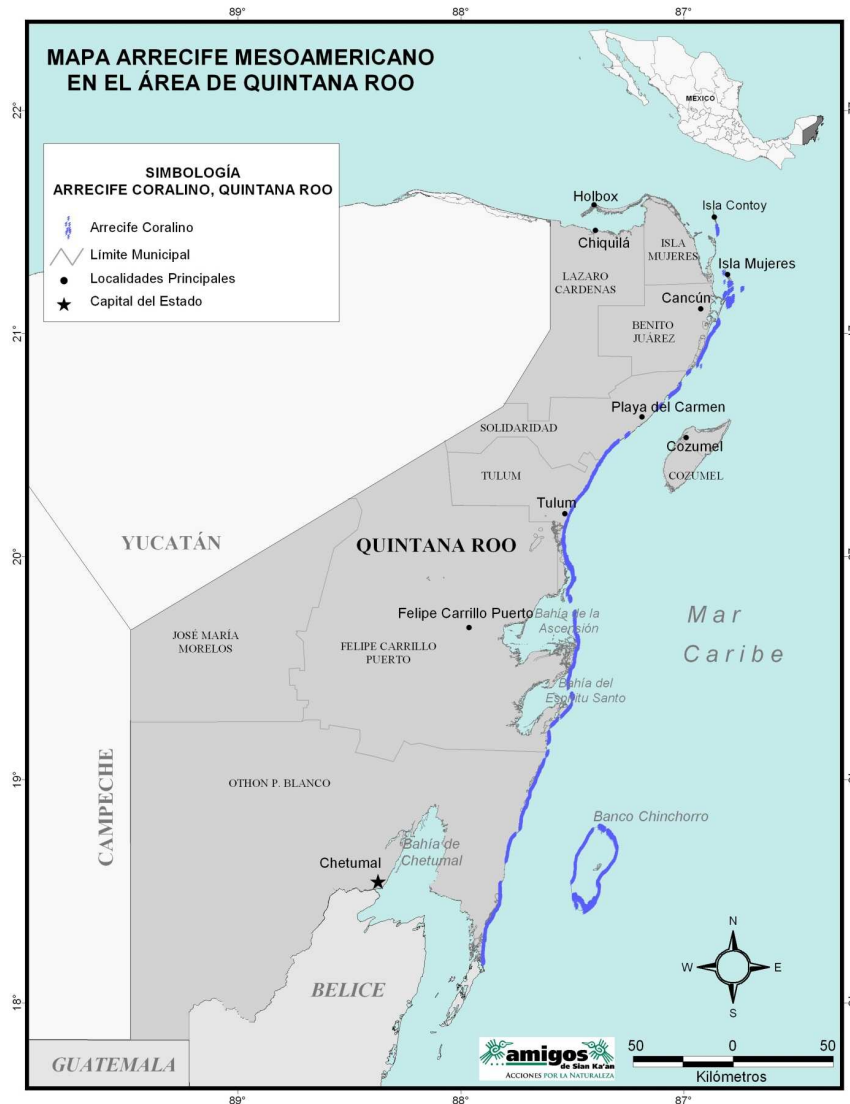 89°
88°
87°
MAPA ARRECIFE MESOAMERICANO
EN EL ÁREA DE QUINTANA ROO
MÉXICO
22°
SIMBOLOGÍA
ARRECIFE CORALINO, QUINTANA ROO
Arrecife Coralino
Límite Municipal
Localidades Principales
Capital del Estado
Holbox
Isla Contoy
Chiquilá
ISLA
MUJERES
Isla Mujeres
LAZARO
CARDENAS
Cancún
BENITO
JUÁREZ
21°
Playa del Carmen
SOLIDARIDAD
Cozumel
COZUMEL
TULUM
Tulum
YUCATÁN
QUINTANA ROO
20°
Felipe Carrillo Puerto
Bahía de la
Ascensión
Mar
Caribe
JOSÉ MARÍA
MORELOS
FELIPE CARRILLO
PUERTO
Bahía del
Espíritu Santo
19°
OTHON P. BLANCO
CAMPECHE
Banco Chinchorro
Bahía de
Chetumal
Chetumal
N
W
E
S
BELICE
18°
GUATEMALA
amigos
de Sian Ka'an
ACCIONES POR LA NATURALEZA
50
0
50
Kilómetros
89°
88°
87°